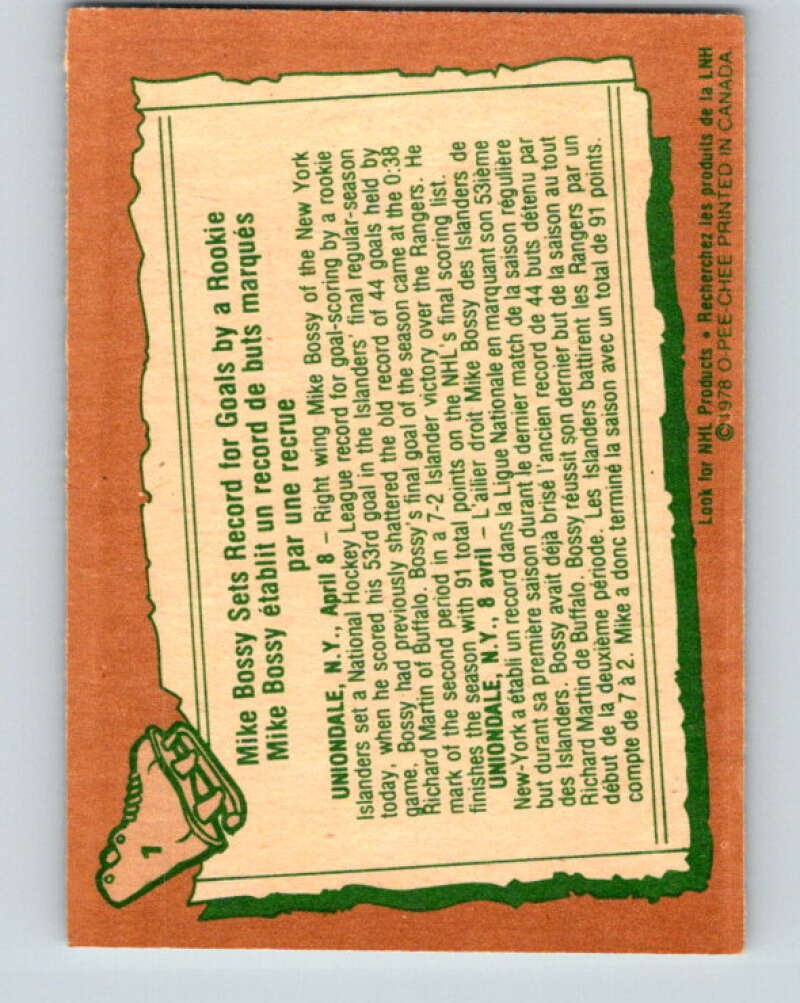 1
Mike Bossy Sets Record for Goals by a Rookie
Mike Bossy établit un record de buts marqués
par une recrue
UNIONDALE, N.Y., April 8 – Right wing Mike Bossy of the New York
Islanders set a National Hockey League record for goal-scoring by a rookie
today, when he scored his 53rd goal in the Islanders' final regular-season
game. Bossy had previously shattered the old record of 44 goals held by
Richard Martin of Buffalo. Bossy's final goal of the season came at the 0:38
mark of the second period in a 7-2 Islander victory over the Rangers. He
finishes the season with 91 total points on the NHL's final scoring list.
UNIONDALE, N.Y., 8 avril – L'ailier droit Mike Bossy des Islanders de
New-York a établi un record dans la Ligue Nationale en marquant son 53ième
but durant sa première saison durant le dernier match de la saison régulière
des Islanders. Bossy avait déjà brisé l'ancien record de 44 buts détenu par
Richard Martin de Buffalo. Bossy réussit son dernier but de la saison au tout
début de la deuxième période. Les Islanders battirent les Rangers par un
compte de 7 à 2. Mike a donc terminé la saison avec un total de 91 points.
Look for NHL Products • Recherchez les produits de la LNH
©1978 O-PEE-CHEE PRINTED IN CANADA